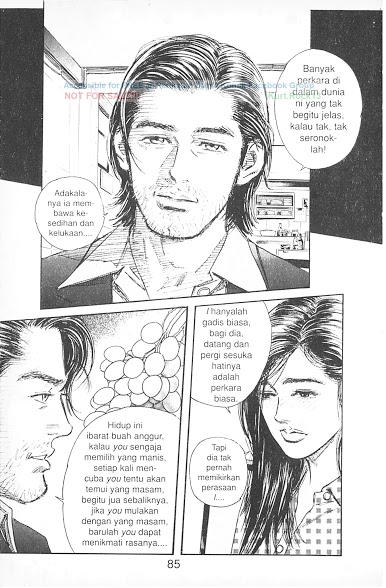 Banyak
perkara di
dalam dunia
ni yang tak
begitu jelas,
kalau tak, tak
seronok-
lah!
Adakala-
nya ia mem-
bawa ke-
sedihan dan
kelukaan....
I hanyalah
gadis biasa,
bagi dia,
datang dan
pergi sesuka
hatinya
adalah
perkara
biasa.
Hidup ini
ibarat buah anggur,
kalau you sengaja
memilih yang manis,
setiap kali men-
cuba you tentu akan
temui yang masam,
begitu jua sebaliknya,
jika you mulakan
dengan yang masam,
barulah you dapat
menikmati rasanya....
Tapi
dia tak
pernah
memikirkan
perasaan
I....
NOT FOR SALE
Facebook Group
85